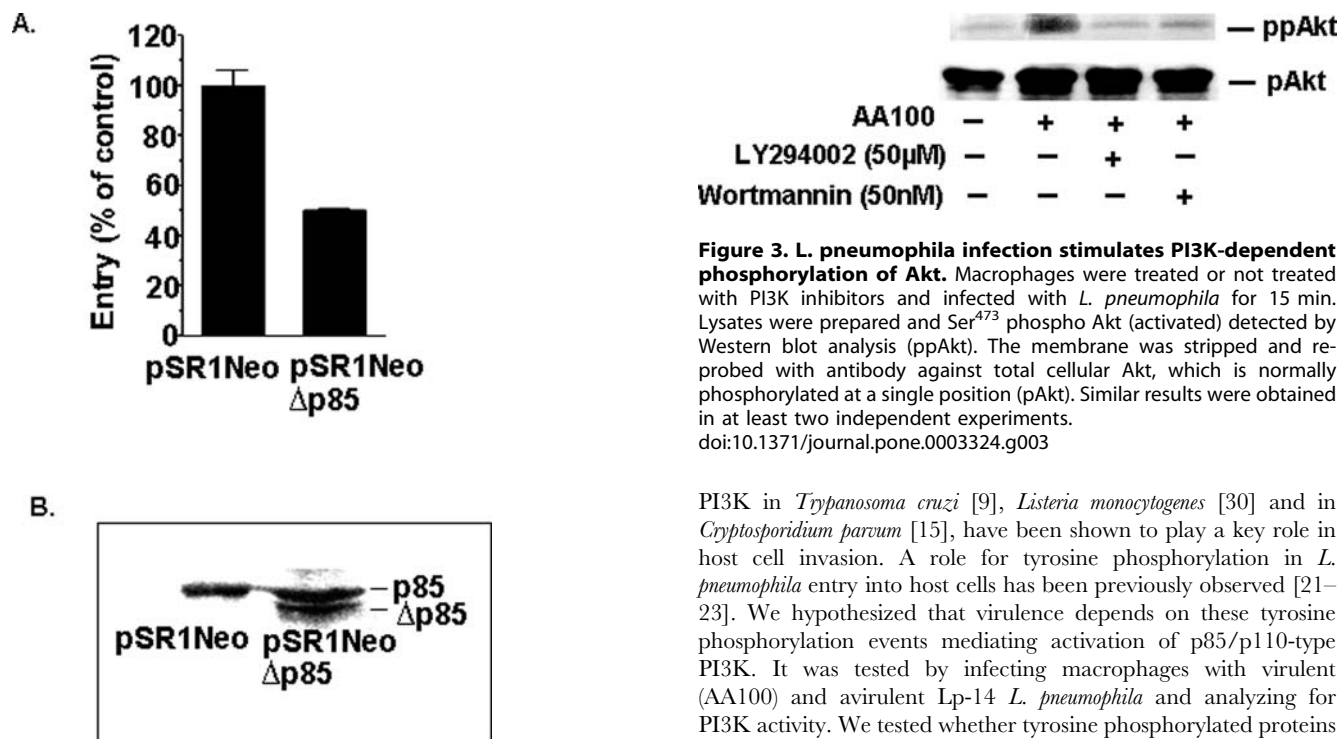 A.
120
100
80
60
40
20
0
Entry (% of control)
pSR1Neo pSR1Neo
Δp85
B.
p85
Δp85
pSR1Neo pSR1Neo
Δp85
ppAkt
pAkt
AA100 – + + +
LY294002 (50µM) – – + –
Wortmannin (50nM) – – – +
Figure 3. L. pneumophila infection stimulates PI3K-dependent
phosphorylation of Akt. Macrophages were treated or not treated
with PI3K inhibitors and infected with L. pneumophila for 15 min.
Lysates were prepared and Ser473 phospho Akt (activated) detected by
Western blot analysis (ppAkt). The membrane was stripped and re-
probed with antibody against total cellular Akt, which is normally
phosphorylated at a single position (pAkt). Similar results were obtained
in at least two independent experiments.
doi:10.1371/journal.pone.0003324.g003
PI3K in Trypanosoma cruzi [9], Listeria monocytogenes [30] and in
Cryptosporidium parvum [15], have been shown to play a key role in
host cell invasion. A role for tyrosine phosphorylation in L.
pneumophila entry into host cells has been previously observed [21–
23]. We hypothesized that virulence depends on these tyrosine
phosphorylation events mediating activation of p85/p110-type
PI3K. It was tested by infecting macrophages with virulent
(AA100) and avirulent Lp-14 L. pneumophila and analyzing for
PI3K activity. We tested whether tyrosine phosphorylated proteins